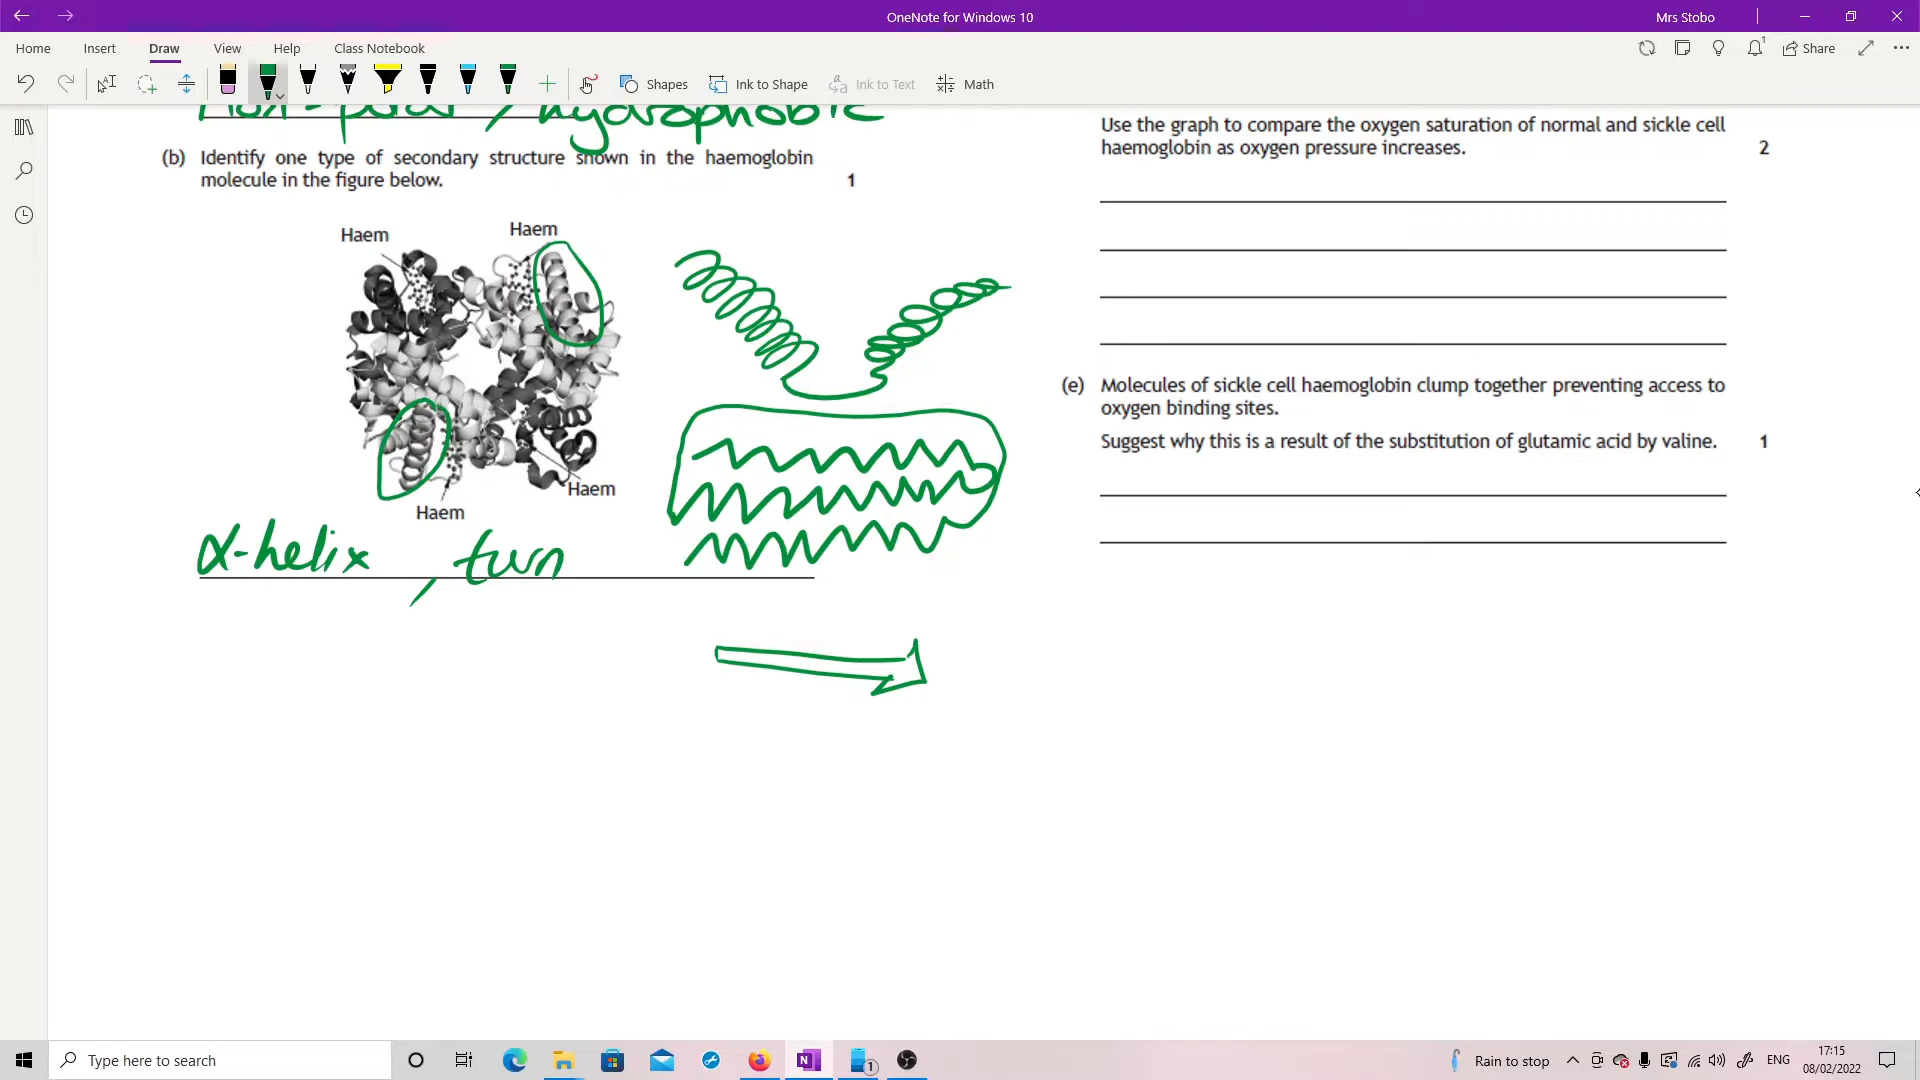 OneNote for Windows 10
Mrs Stobo
Home Insert Draw View Help Class Notebook
Share
Shapes Ink to Shape Ink to Text Math
non-polar / hydrophobic
(b) Identify one type of secondary structure shown in the haemoglobin
molecule in the figure below. 1
Haem
Haem
Haem
Haem
α-helix, turn
Use the graph to compare the oxygen saturation of normal and sickle cell
haemoglobin as oxygen pressure increases. 2
(e) Molecules of sickle cell haemoglobin clump together preventing access to
oxygen binding sites.
Suggest why this is a result of the substitution of glutamic acid by valine. 1
Type here to search
1
Rain to stop
ENG
17:15
08/02/2022